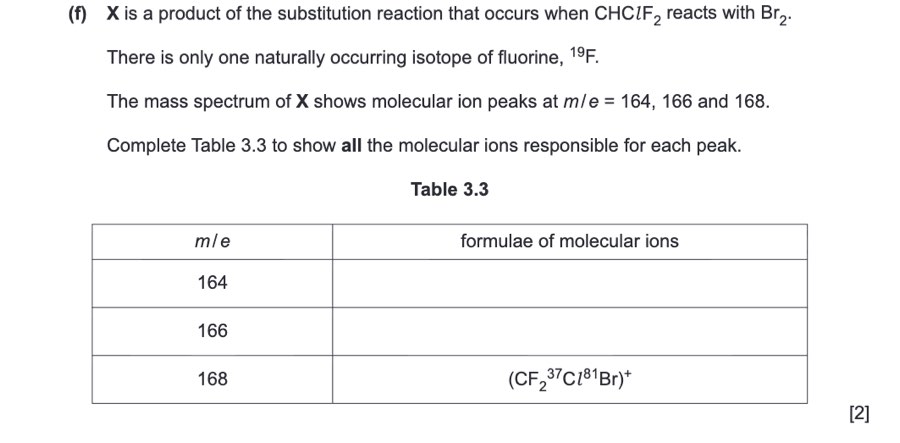 (f) X is a product of the substitution reaction that occurs when CHClF₂ reacts with Br₂.
There is only one naturally occurring isotope of fluorine, ¹⁹F.
The mass spectrum of X shows molecular ion peaks at m/e = 164, 166 and 168.
Complete Table 3.3 to show all the molecular ions responsible for each peak.
Table 3.3
m/e formulae of molecular ions
164
166
168 (CF₂³⁷Cl⁸¹Br)⁺
[2]